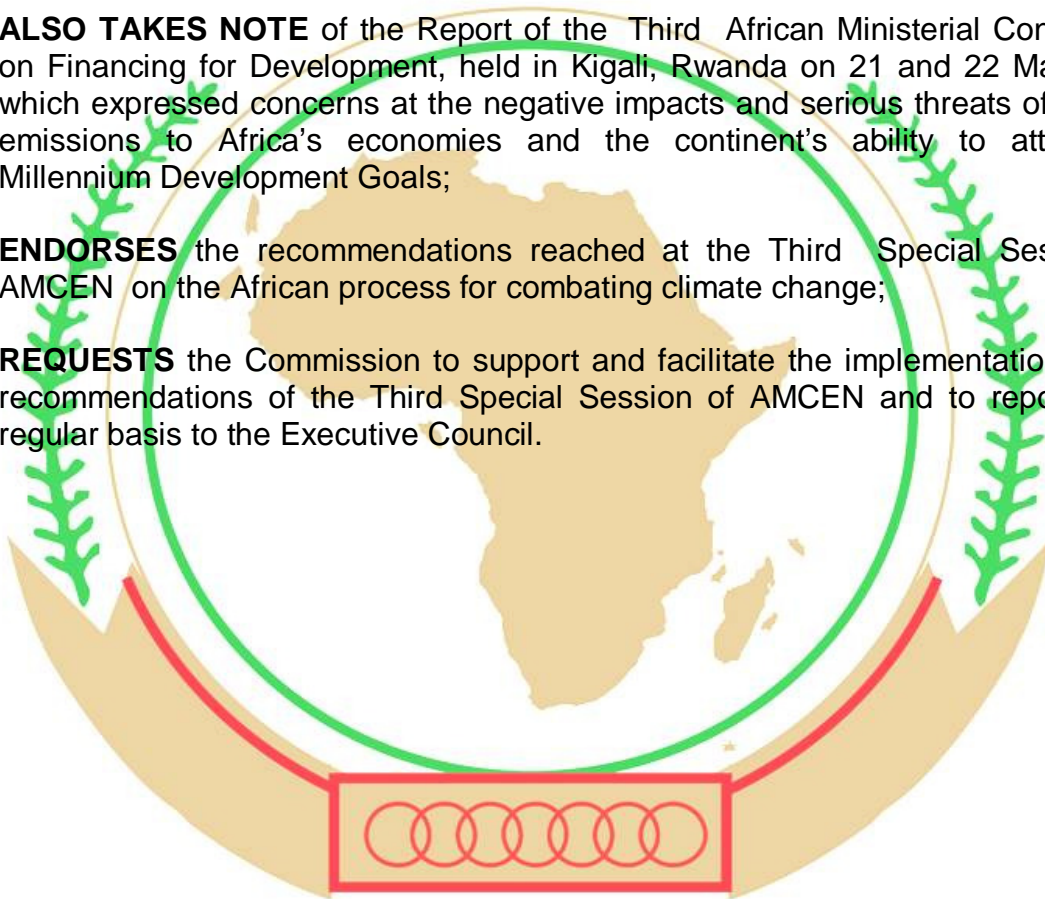 ALSO TAKES NOTE of the Report of the Third African Ministerial Con
on Financing for Development, held in Kigali, Rwanda on 21 and 22 Ma
which expressed concerns at the negative impacts and serious threats of
emissions to Africa's economies and the continent's ability to att
Millennium Development Goals;
ENDORSES the recommendations reached at the Third Special Ses
AMCEN on the African process for combating climate change;
REQUESTS the Commission to support and facilitate the implementatio
recommendations of the Third Special Session of AMCEN and to repo
regular basis to the Executive Council.